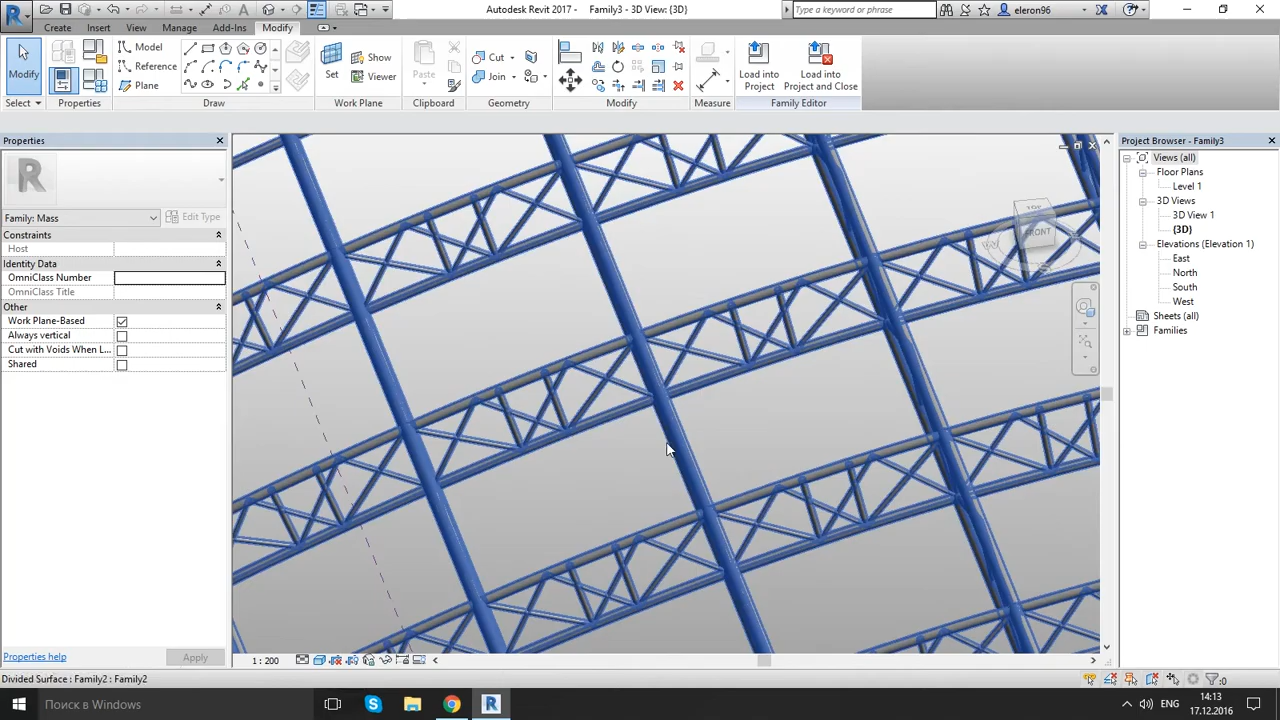 Autodesk Revit 2017 - Family3 - 3D View: {3D}
Type a keyword or phrase
eleron96
Create Insert View Manage Add-Ins Modify
Modify
Model
Reference
Plane
Set
Show
Viewer
Paste
Cut
Join
Load into
Project
Load into
Project and Close
Select Properties Draw Work Plane Clipboard Geometry Modify Measure Family Editor
Properties
R
Family: Mass
Edit Type
Constraints
Host
Identity Data
OmniClass Number
OmniClass Title
Other
Work Plane-Based
Always vertical
Cut with Voids When L...
Shared
Properties help
Apply
TOP
FRONT
W
Project Browser - Family3
Views (all)
Floor Plans
Level 1
3D Views
3D View 1
{3D}
Elevations (Elevation 1)
East
North
South
West
Sheets (all)
Families
1 : 200
Divided Surface : Family2 : Family2
:0
Поиск в Windows
ENG
14:13
17.12.2016